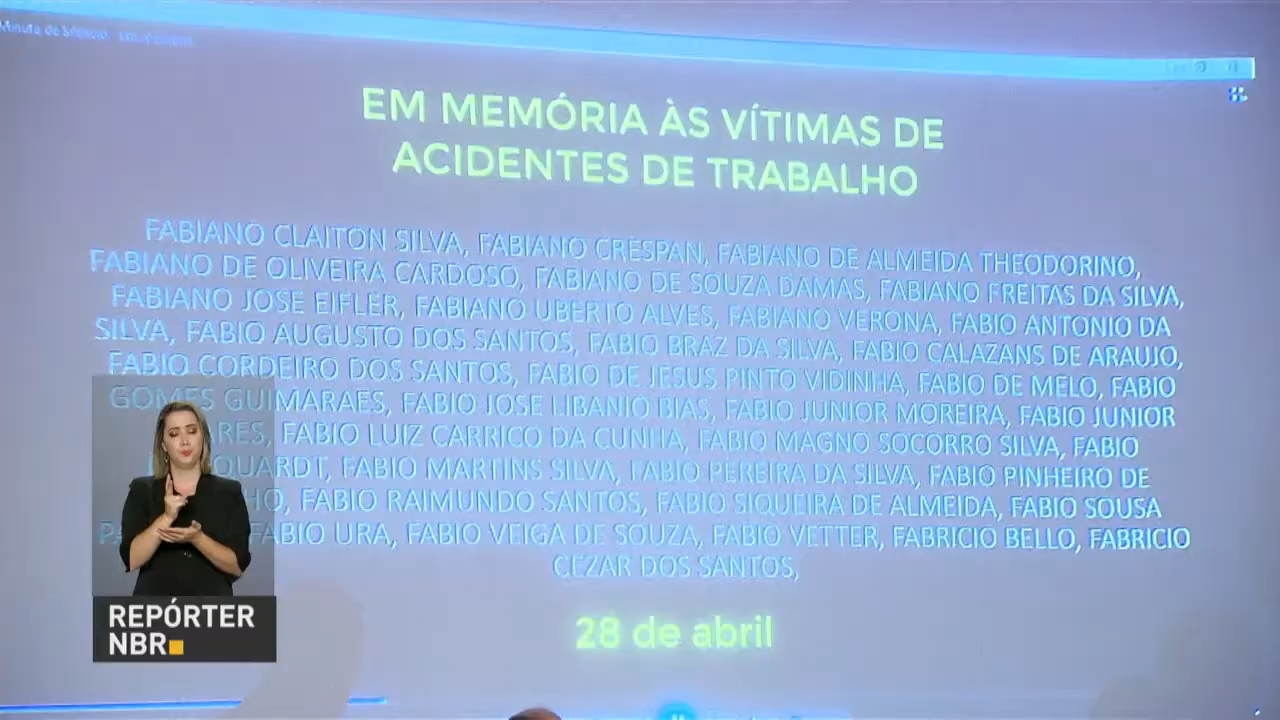 Minuto de Silêncio
EM MEMÓRIA ÀS VÍTIMAS DE
ACIDENTES DE TRABALHO
FABIANO CLAITON SILVA, FABIANO CRESPAN, FABIANO DE ALMEIDA THEODORINO,
FABIANO DE OLIVEIRA CARDOSO, FABIANO DE SOUZA DAMAS, FABIANO FREITAS DA SILVA,
FABIANO JOSE EIFLER, FABIANO UBERTO ALVES, FABIANO VERONA, FABIO ANTONIO DA
SILVA, FABIO AUGUSTO DOS SANTOS, FABIO BRAZ DA SILVA, FABIO CALAZANS DE ARAUJO,
FABIO CORDEIRO DOS SANTOS, FABIO DE JESUS PINTO VIDINHA, FABIO DE MELO, FABIO
GOMES GUIMARAES, FABIO JOSE LIBANIO BIAS, FABIO JUNIOR MOREIRA, FABIO JUNIOR
FABIO LUIZ CARRICO DA CUNHA, FABIO MAGNO SOCORRO SILVA, FABIO
FABIO MARTINS SILVA, FABIO PEREIRA DA SILVA, FABIO PINHEIRO DE
FABIO RAIMUNDO SANTOS, FABIO SIQUEIRA DE ALMEIDA, FABIO SOUSA
FABIO URA, FABIO VEIGA DE SOUZA, FABIO VETTER, FABRICIO BELLO, FABRICIO
CEZAR DOS SANTOS,
28 de abril
REPÓRTER
NBR